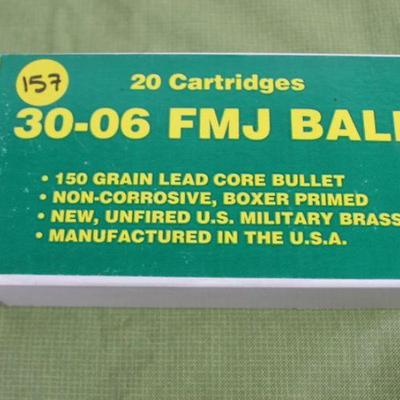 157
20 Cartridges
30-06 FMJ BALL
• 150 GRAIN LEAD CORE BULLET
• NON-CORROSIVE, BOXER PRIMED
• NEW, UNFIRED U.S. MILITARY BRASS
• MANUFACTURED IN THE U.S.A.